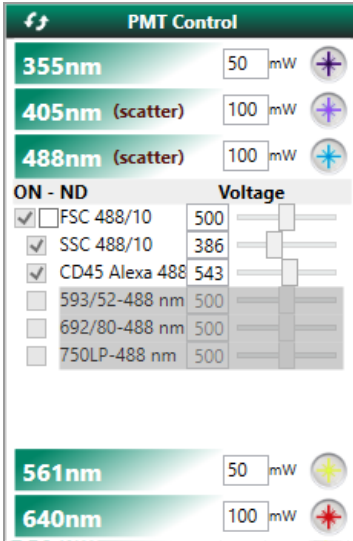 PMT Control
355nm 50 mW
405nm (scatter) 100 mW
488nm (scatter) 100 mW
ON - ND Voltage
FSC 488/10 500
SSC 488/10 386
CD45 Alexa 488 543
593/52-488 nm 500
692/80-488 nm 500
750LP-488 nm 500
561nm 50 mW
640nm 100 mW